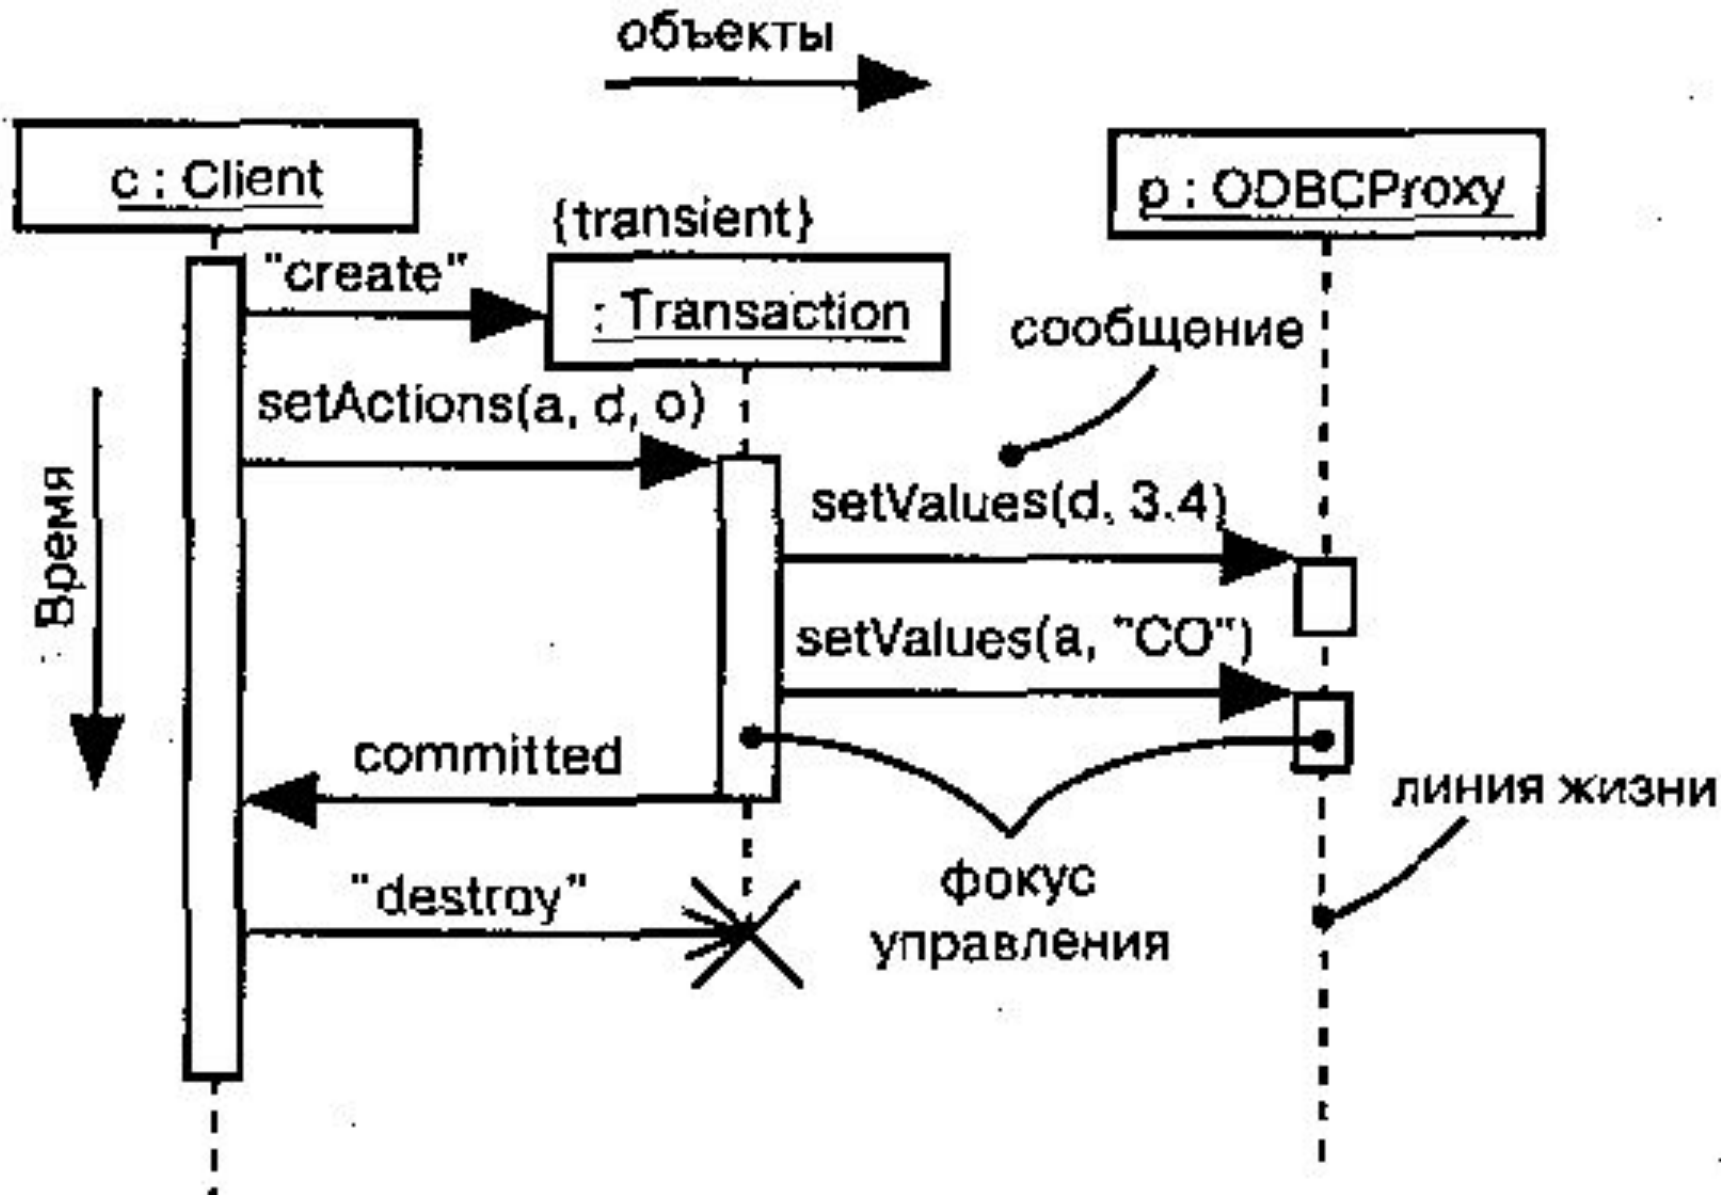 объекты
c : Client
{transient}
p : ODBCProxy
"create"
: Transaction
сообщение
setActions(a, d, o)
Время
setValues(d, 3.4)
setValues(a, "CO")
committed
линия жизни
"destroy"
фокус
управления